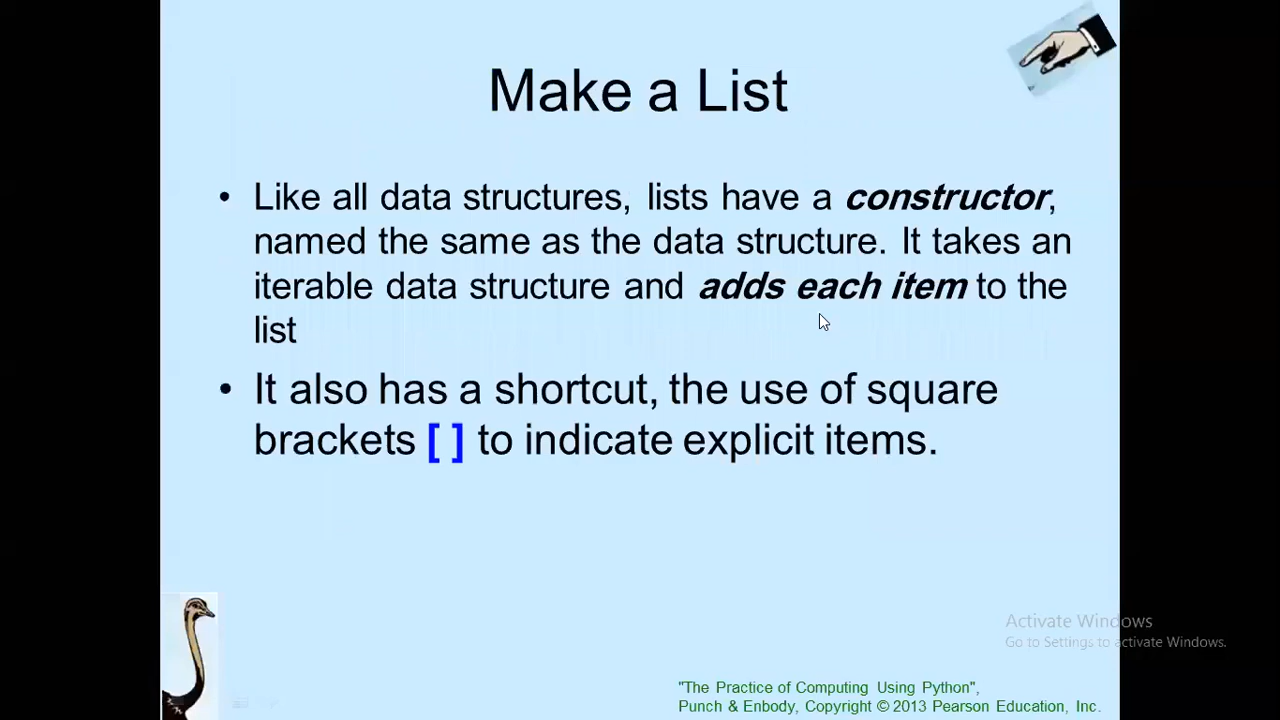 Make a List
• Like all data structures, lists have a constructor,
named the same as the data structure. It takes an
iterable data structure and adds each item to the
list
• It also has a shortcut, the use of square
brackets [ ] to indicate explicit items.
Activate Windows
Go to Settings to activate Windows.
"The Practice of Computing Using Python",
Punch & Enbody, Copyright © 2013 Pearson Education, Inc.